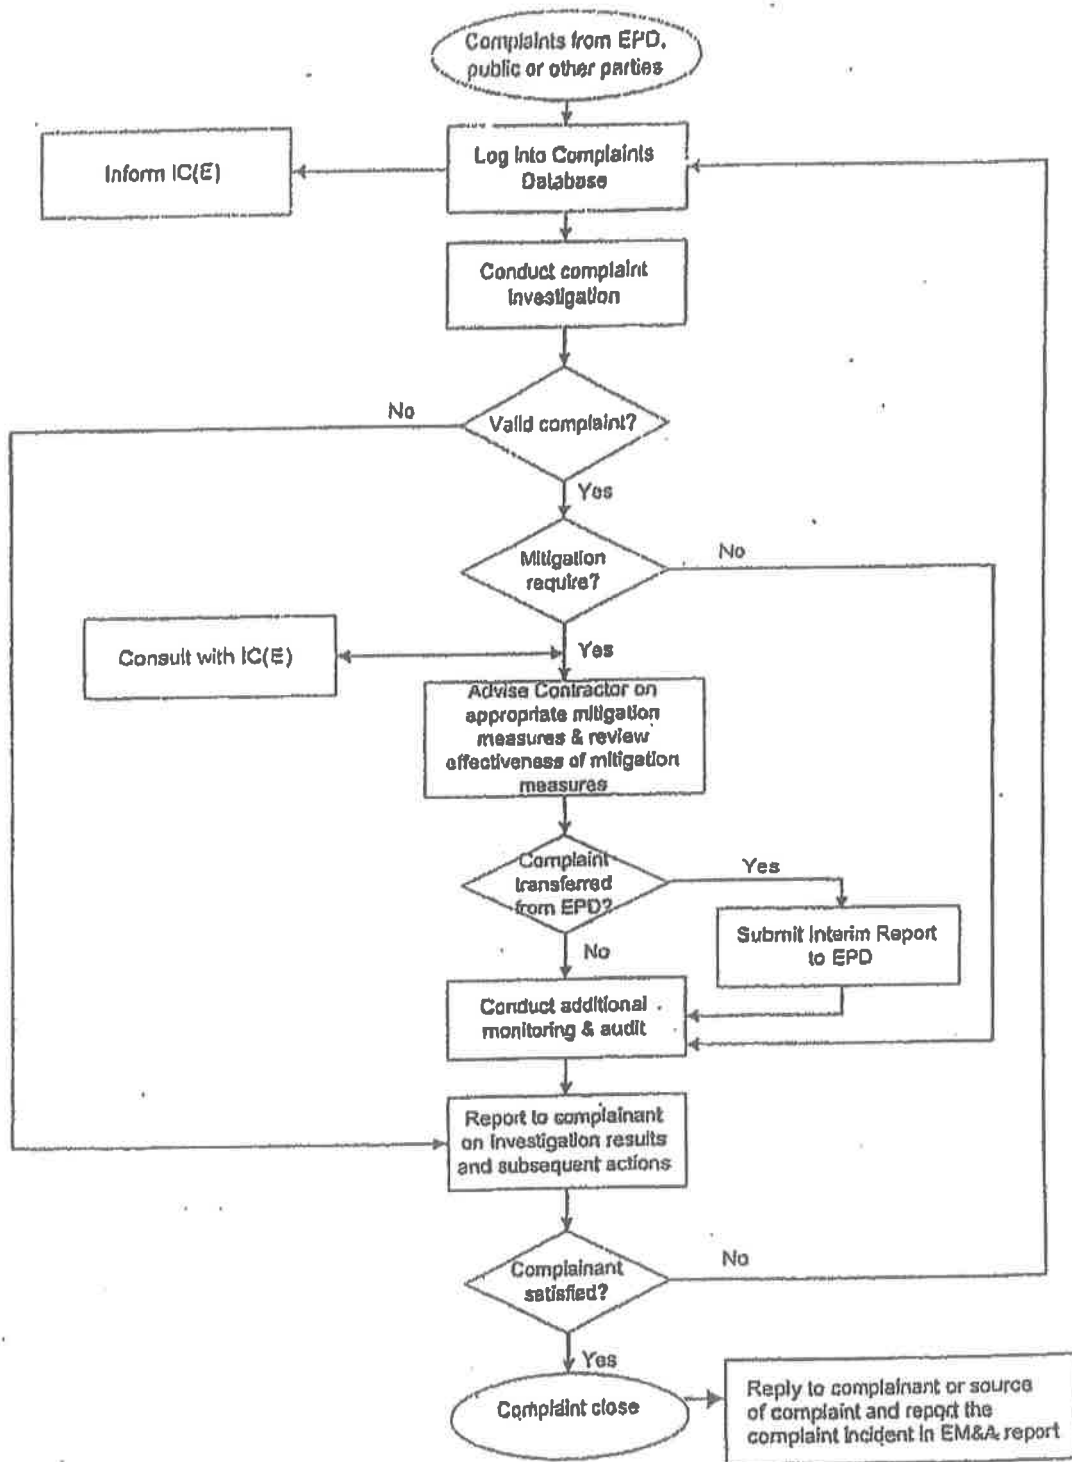 Complaints from EPD,
public or other parties
Log into Complaints
Database
Inform IC(E)
Conduct complaint
investigation
No
Valid complaint?
Yes
Mitigation
require?
No
Yes
Consult with IC(E)
Advise Contractor on
appropriate mitigation
measures & review
effectiveness of mitigation
measures
Complaint
transferred
from EPD?
Yes
Submit Interim Report
to EPD
No
Conduct additional
monitoring & audit
Report to complainant
on investigation results
and subsequent actions
Complainant
satisfied?
No
Yes
Complaint close
Reply to complainant or source
of complaint and report the
complaint incident in EM&A report